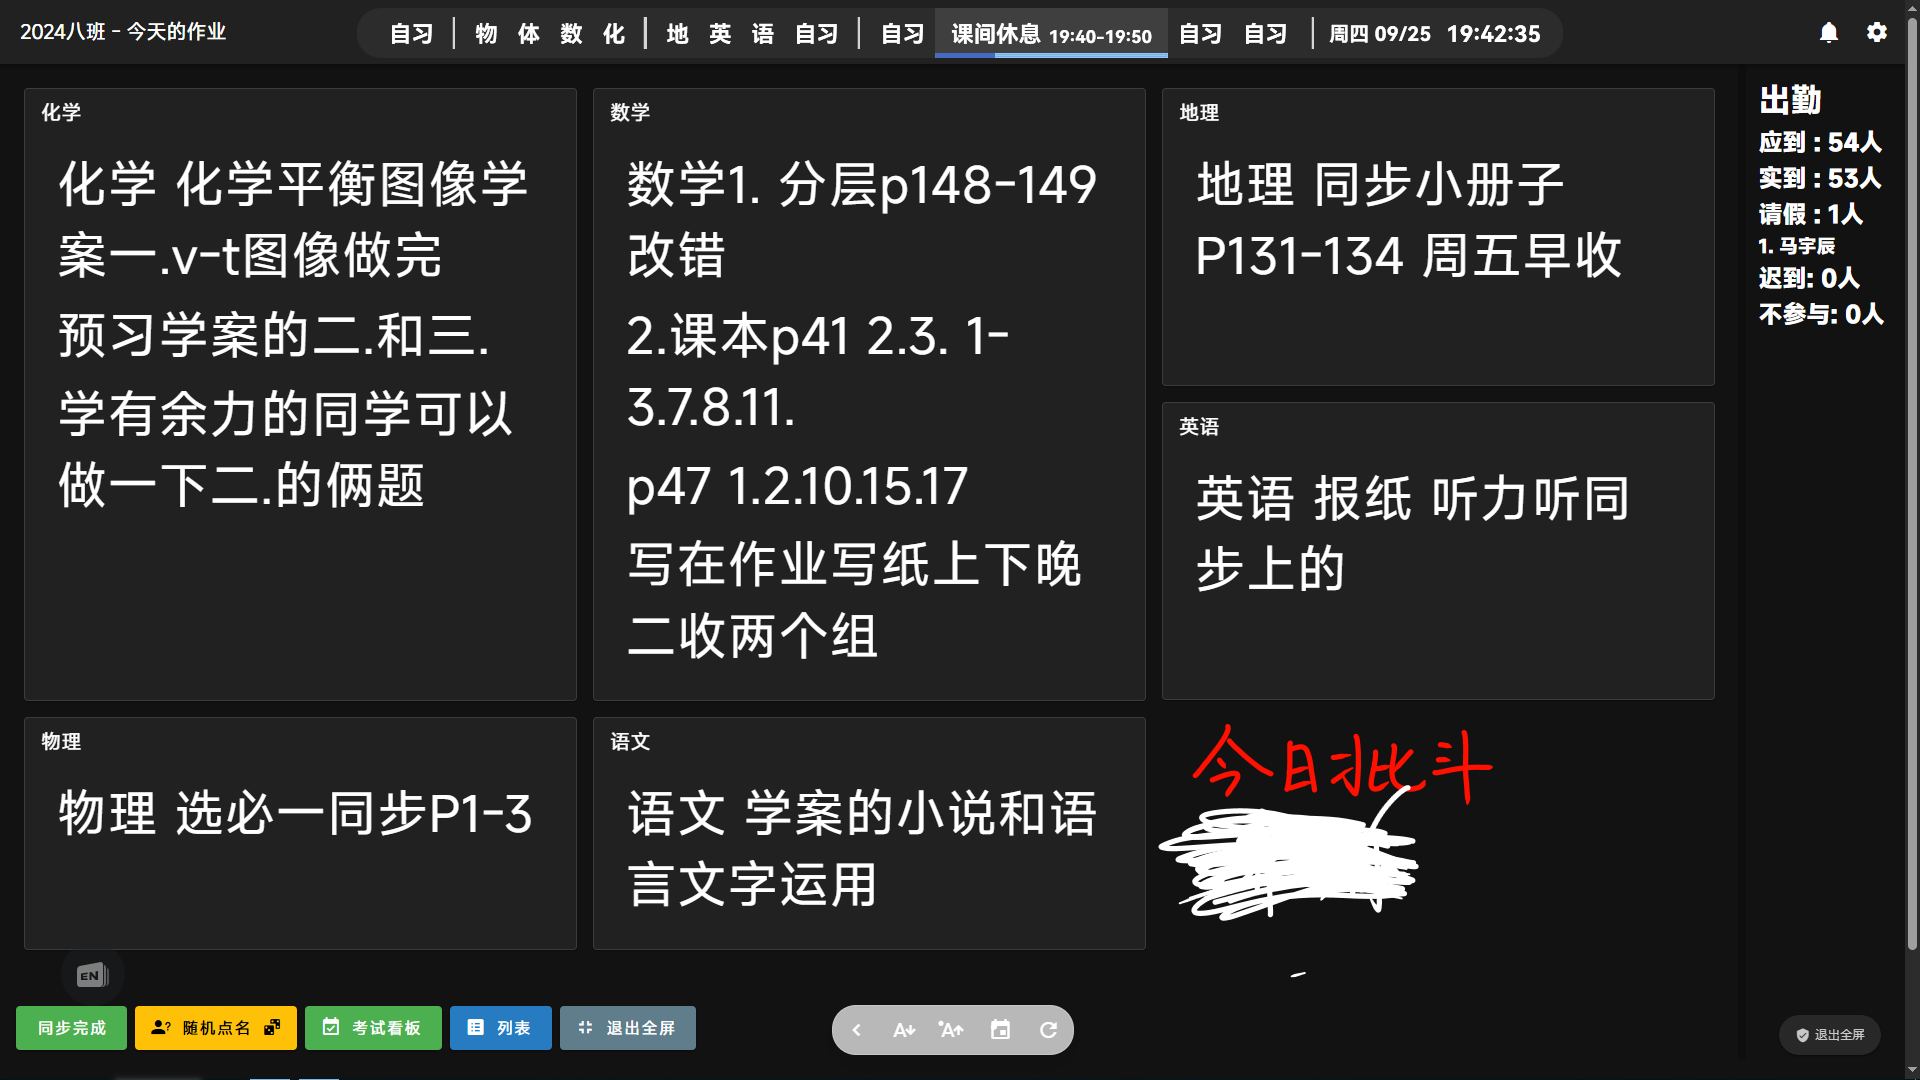 2024八班 - 今天的作业
自习 | 物 体 数 化 | 地 英 语 自习 | 自习 课间休息 19:40-19:50 自习 自习 | 周四 09/25 19:42:35
化学
化学 化学平衡图像学
案一.v-t图像做完
预习学案的二.和三.
学有余力的同学可以
做一下二.的俩题
数学
数学1. 分层p148-149
改错
2.课本p41 2.3. 1-
3.7.8.11.
p47 1.2.10.15.17
写在作业写纸上下晚
二收两个组
地理
地理 同步小册子
P131-134 周五早收
英语
英语 报纸 听力听同
步上的
物理
物理 选必一同步P1-3
语文
语文 学案的小说和语
言文字运用
今日北斗
出勤
应到 : 54人
实到 : 53人
请假 : 1人
1. 马宇辰
迟到: 0人
不参与: 0人
EN
同步完成
随机点名
考试看板
列表
退出全屏
退出全屏